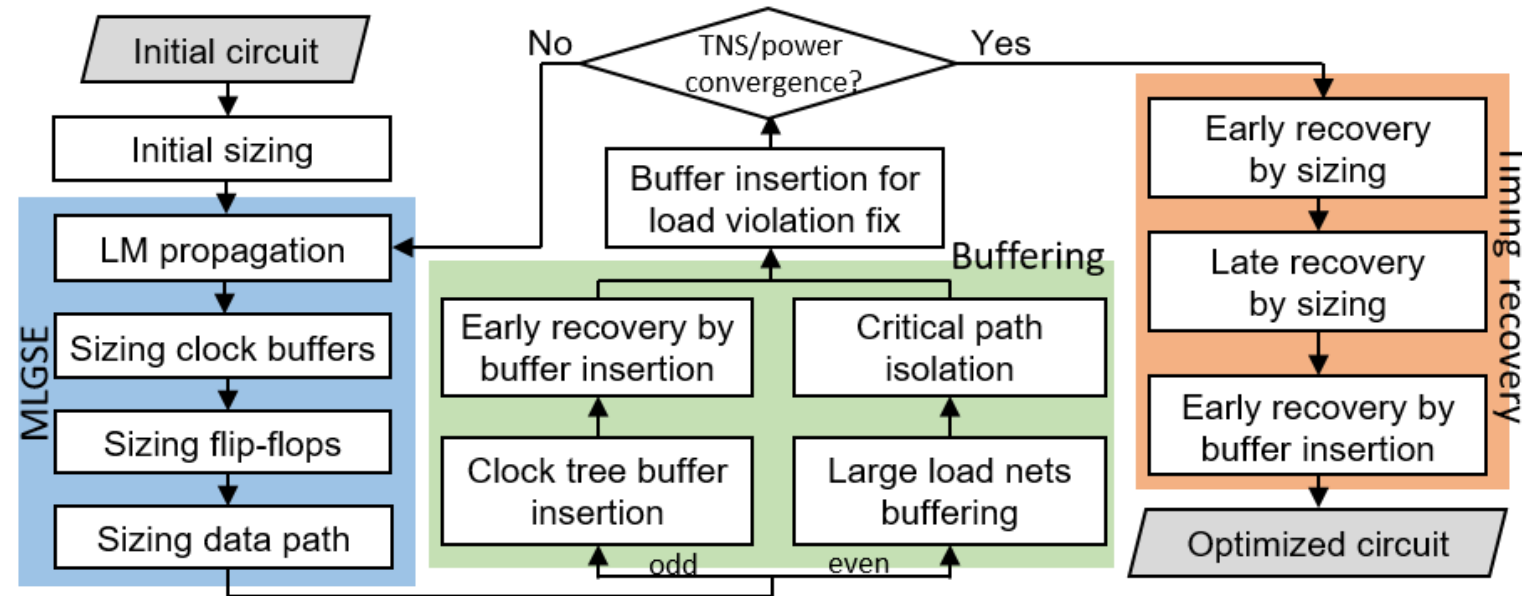 Initial circuit
Initial sizing
MLGSE
LM propagation
Sizing clock buffers
Sizing flip-flops
Sizing data path
No
TNS/power
convergence?
Yes
Buffer insertion for
load violation fix
Buffering
Early recovery by
buffer insertion
Critical path
isolation
Clock tree buffer
insertion
Large load nets
buffering
odd
even
Early recovery
by sizing
Late recovery
by sizing
Early recovery by
buffer insertion
Timing recovery
Optimized circuit